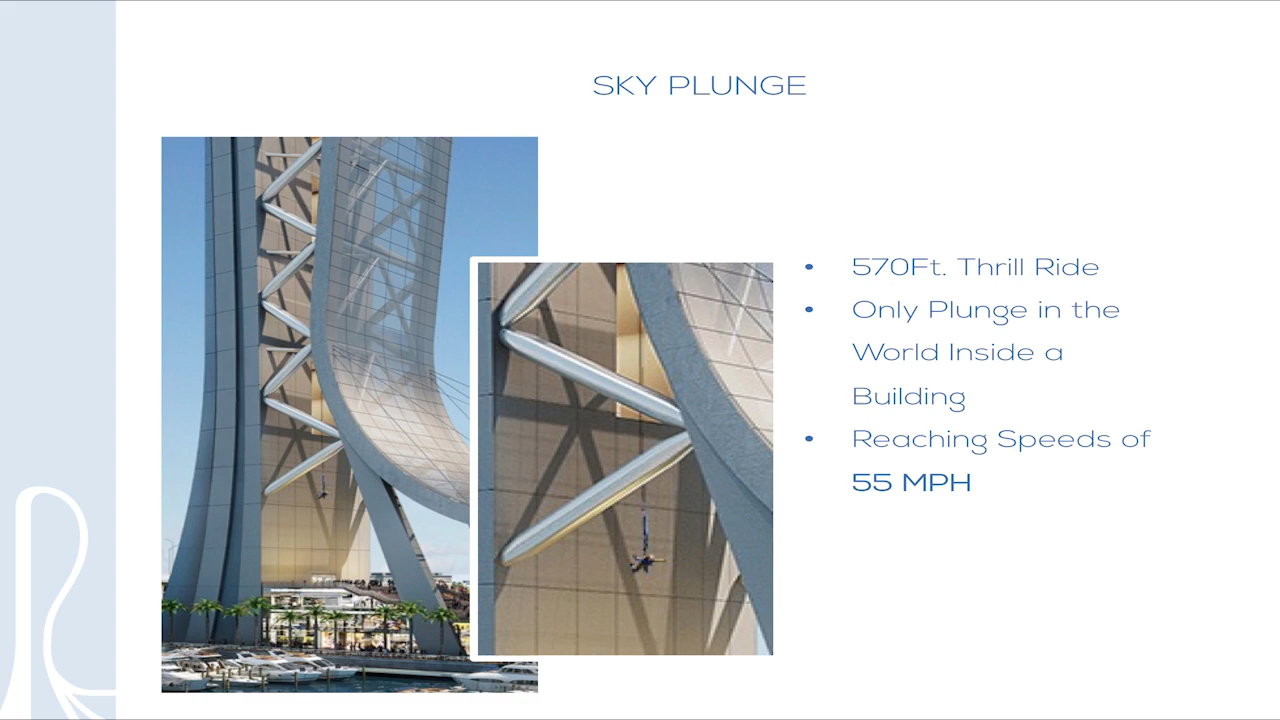 SKY PLUNGE
• 570Ft. Thrill Ride
• Only Plunge in the
World Inside a
Building
• Reaching Speeds of
55 MPH